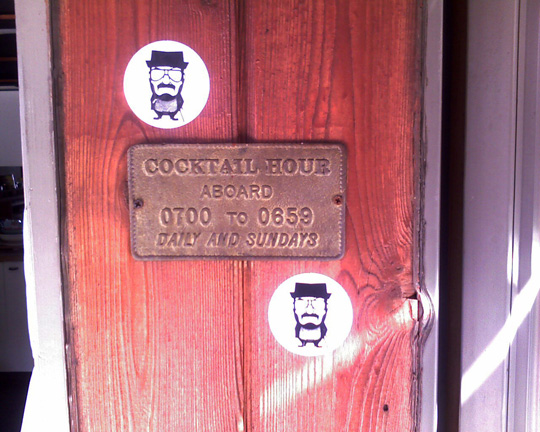 COCKTAIL HOUR
ABOARD
0700 TO 0659
DAILY AND SUNDAYS